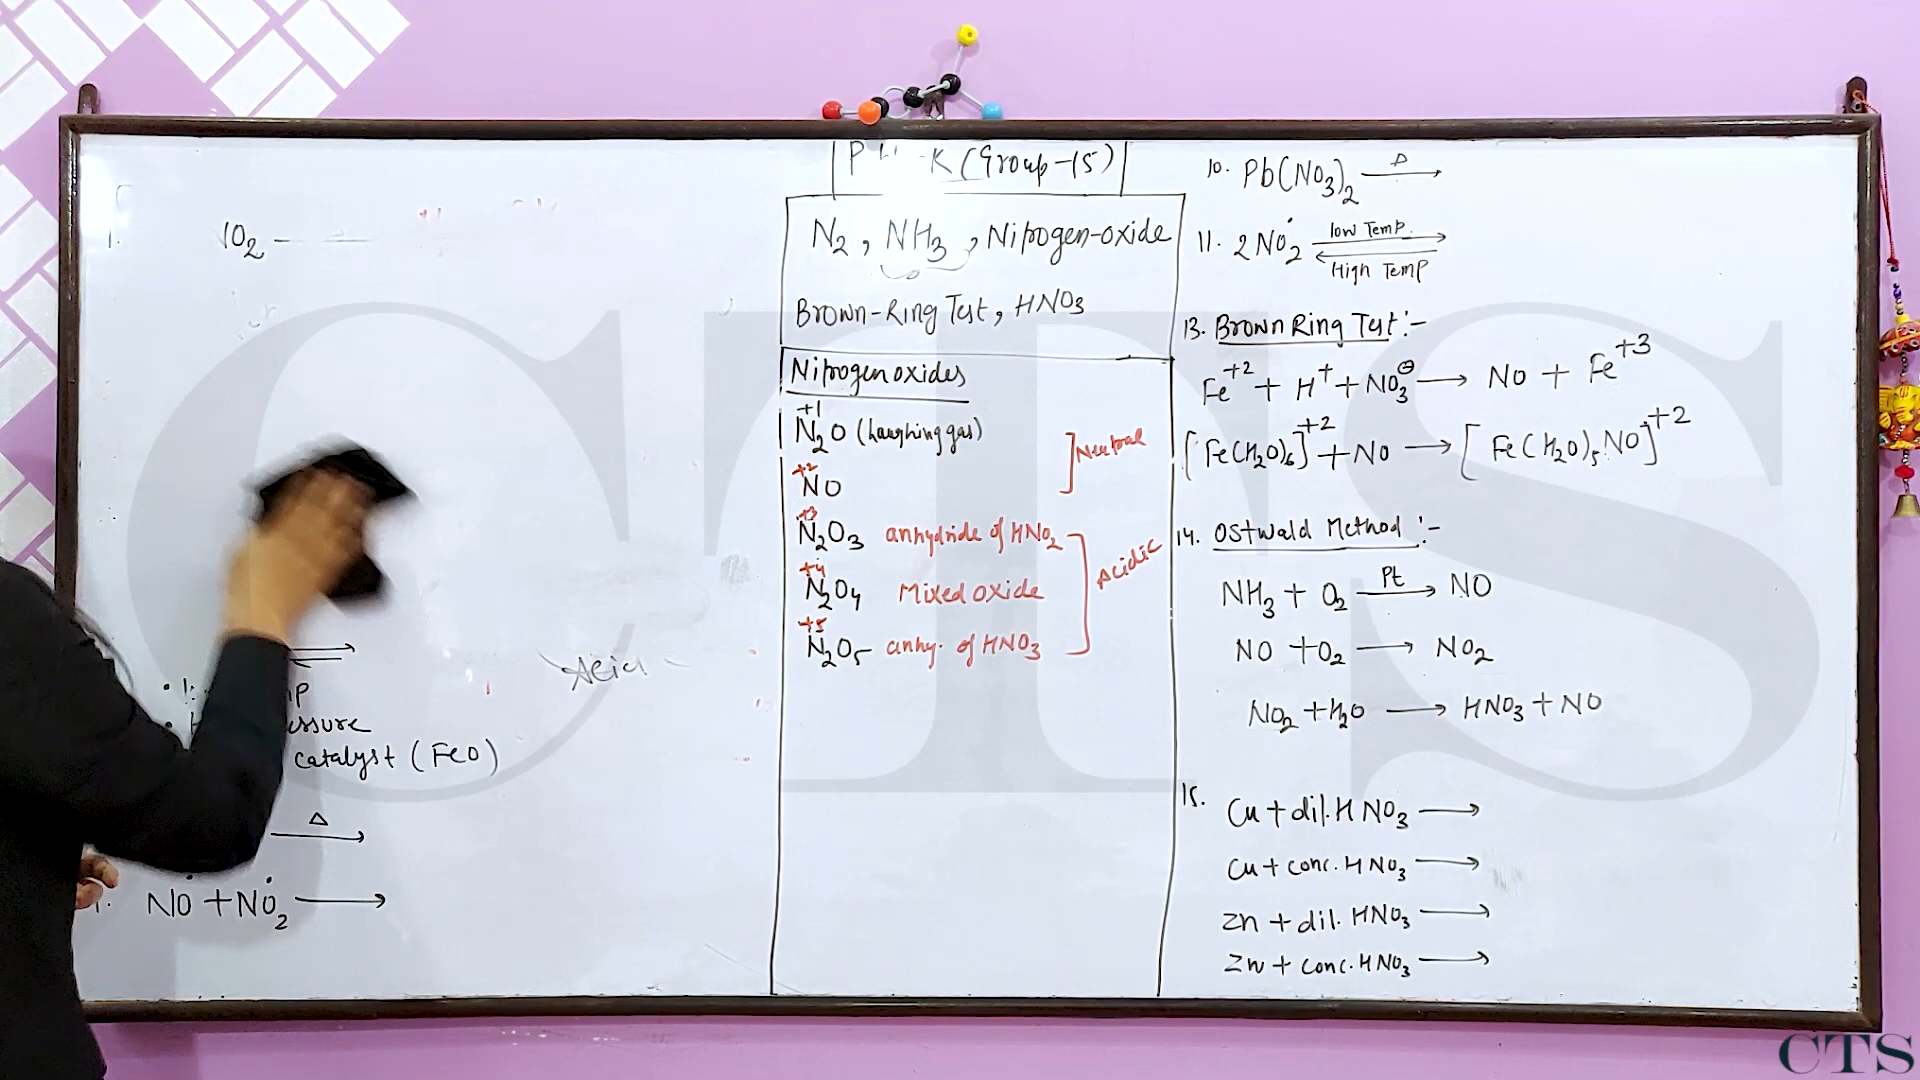 1. NO2 –
⇌
essure
catalyst (FeO)
Δ →
NO + NO2 →
Acid
K (Group-15)
N2, NH3, Nitrogen-oxide
Brown-Ring Test, HNO3
Nitrogen oxides
+1
N2O (Laughing gas)
+2
NO
] Neutral
+3
N2O3 anhydride of HNO2
+4
N2O4 Mixed oxide
+5
N2O5 anhy. of HNO3
] Acidic
10. Pb(NO3)2 Δ →
11. 2NO2 low Temp. ⇌ High Temp
13. Brown Ring Test:-
Fe+2 + H+ + NO3⊖ → NO + Fe+3
[Fe(H2O)6]+2 + NO → [Fe(H2O)5NO]+2
14. Ostwald Method :-
NH3 + O2 Pt → NO
NO + O2 → NO2
NO2 + H2O → HNO3 + NO
15. Cu + dil. HNO3 →
Cu + conc. HNO3 →
Zn + dil. HNO3 →
Zn + conc. HNO3 →
CTS
CTS